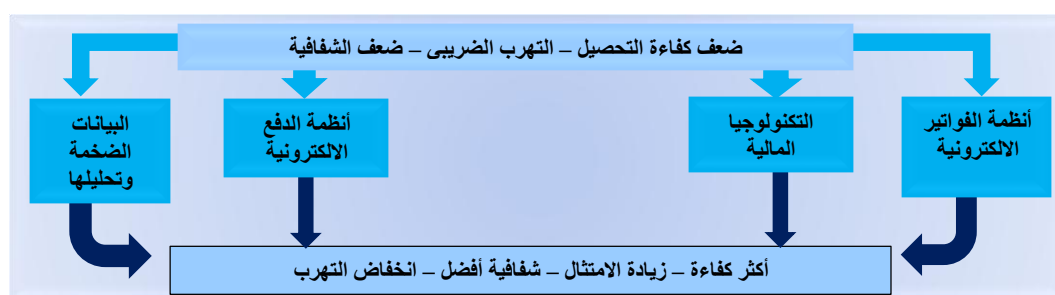 ضعف كفاءة التحصيل – التهرب الضريبى – ضعف الشفافية
أنظمة الفواتير
الالكترونية
التكنولوجيا
المالية
أنظمة الدفع
الالكترونية
البيانات
الضخمة
وتحليلها
أكثر كفاءة – زيادة الامتثال – شفافية أفضل – انخفاض التهرب